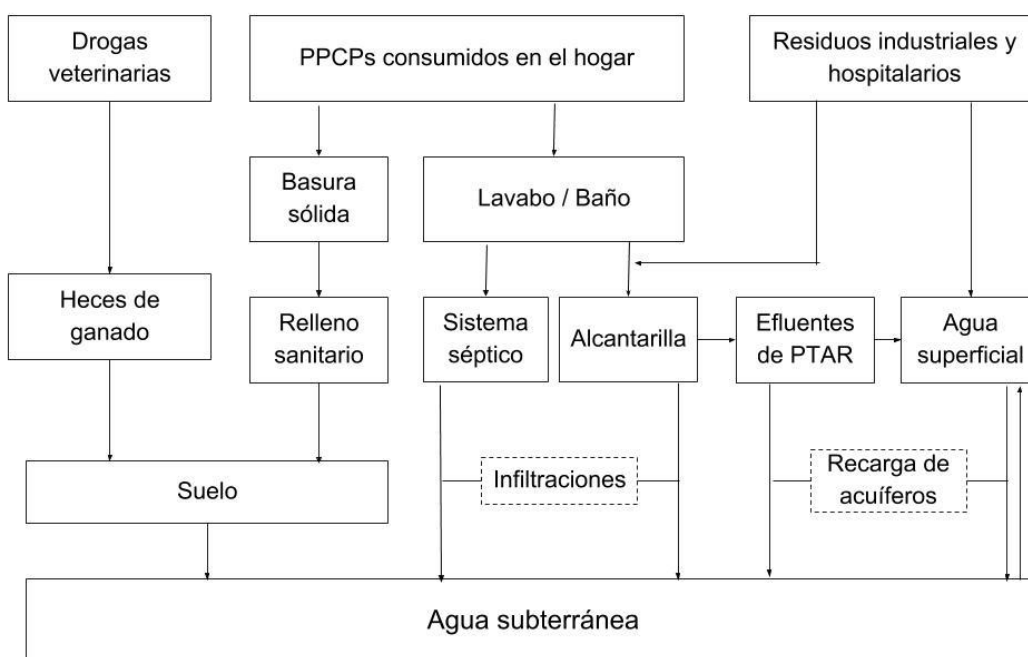 Drogas
veterinarias
PPCPs consumidos en el hogar
Residuos industriales y
hospitalarios
Basura
sólida
Lavabo / Baño
Heces de
ganado
Relleno
sanitario
Sistema
séptico
Alcantarilla
Efluentes
de PTAR
Agua
superficial
Suelo
Infiltraciones
Recarga de
acuíferos
Agua subterránea